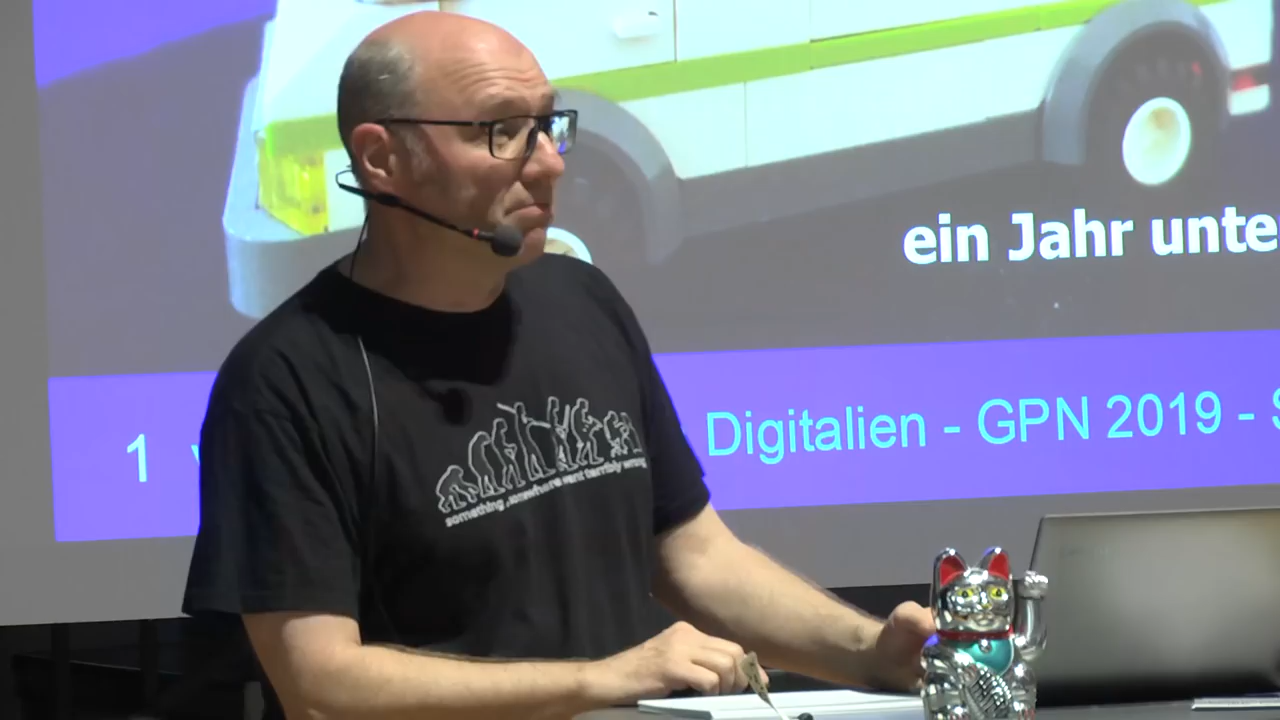 ein Jahr unte
1
Digitalien - GPN 2019 -
something, somewhere went terribly wrong